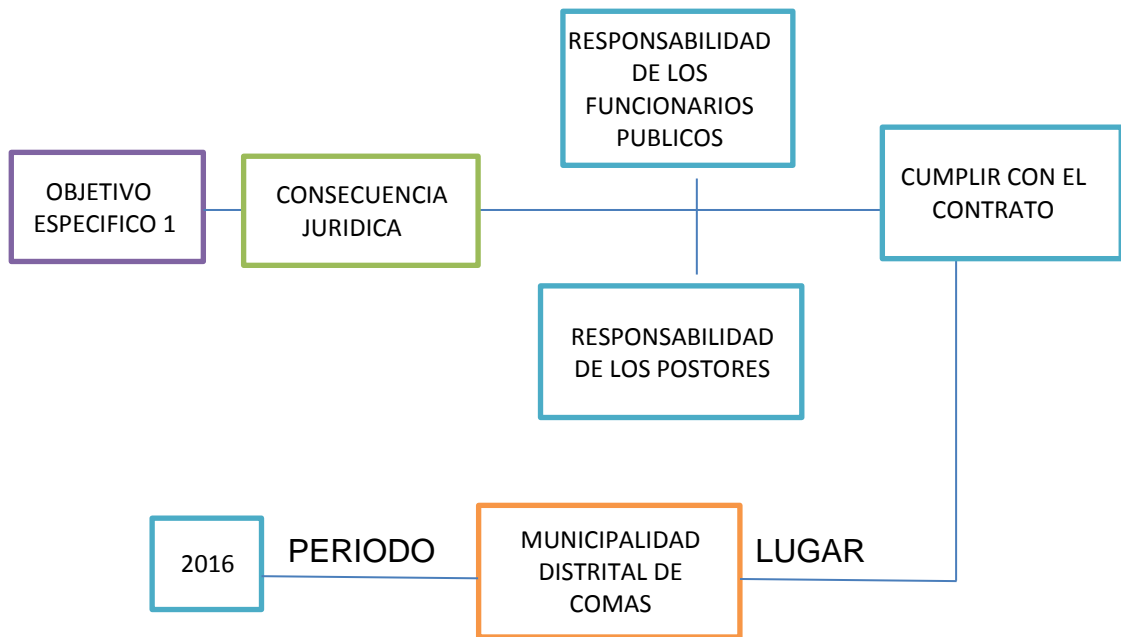 RESPONSABILIDAD
DE LOS
FUNCIONARIOS
PUBLICOS
OBJETIVO
ESPECIFICO 1
CONSECUENCIA
JURIDICA
CUMPLIR CON EL
CONTRATO
RESPONSABILIDAD
DE LOS POSTORES
2016
PERIODO
MUNICIPALIDAD
DISTRITAL DE
COMAS
LUGAR